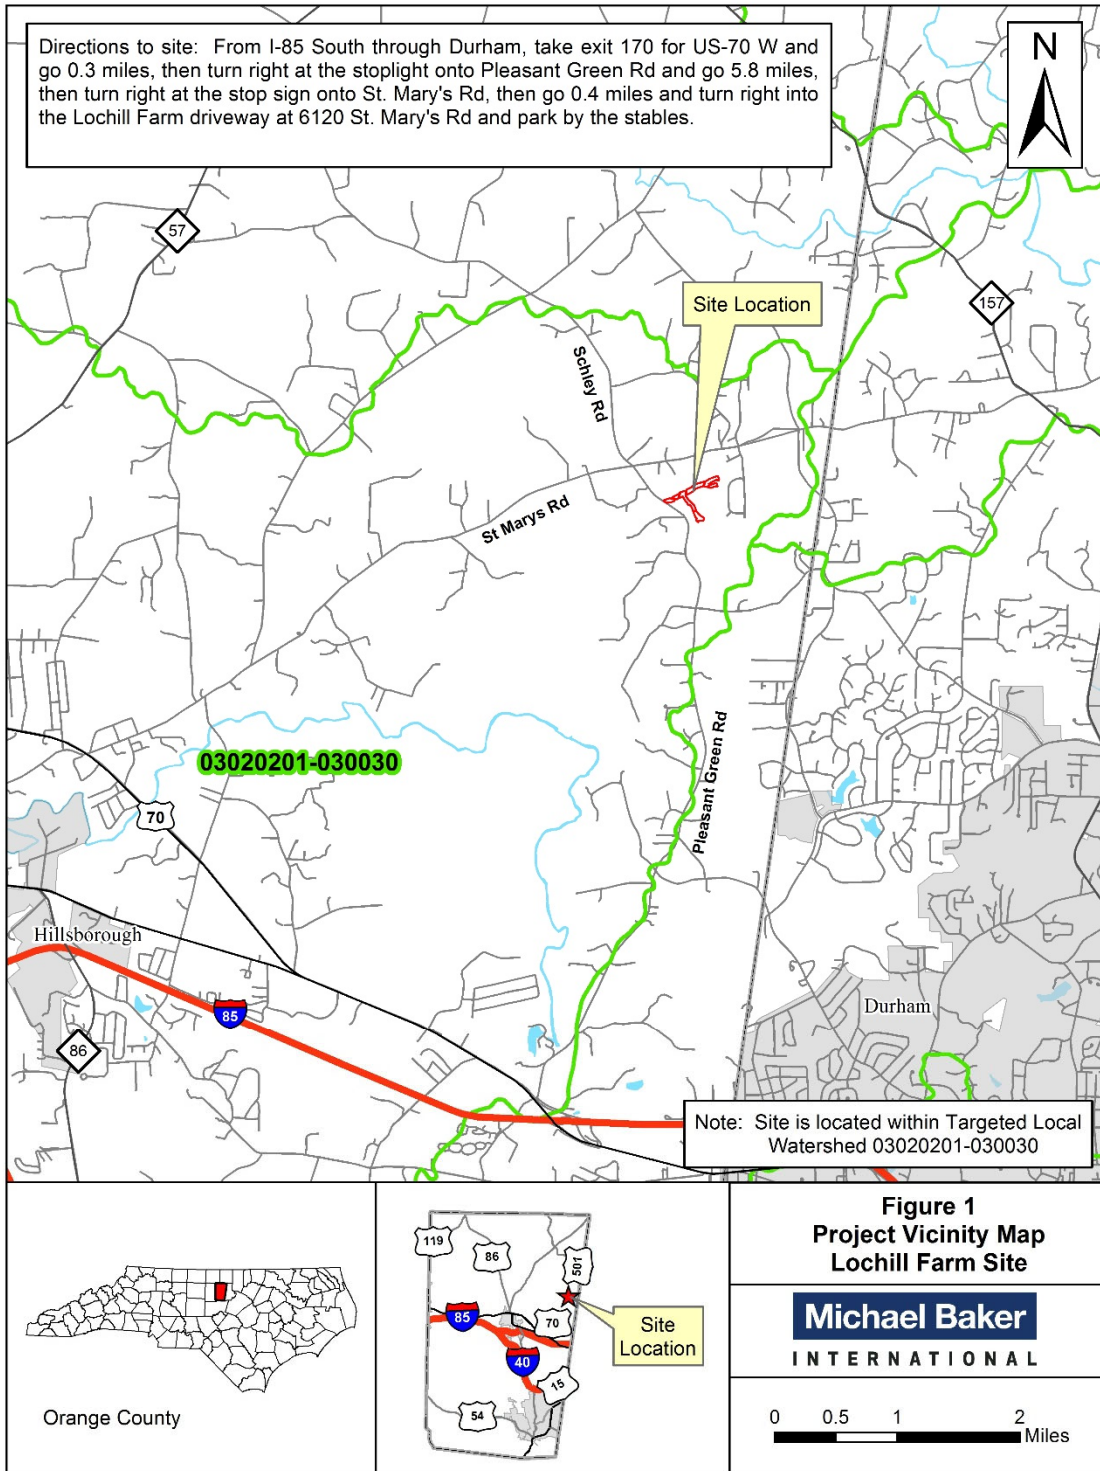 Directions to site: From I-85 South through Durham, take exit 170 for US-70 W and
go 0.3 miles, then turn right at the stoplight onto Pleasant Green Rd and go 5.8 miles,
then turn right at the stop sign onto St. Mary's Rd, then go 0.4 miles and turn right into
the Lochill Farm driveway at 6120 St. Mary's Rd and park by the stables.
N
57
157
Site Location
Schley Rd
St Marys Rd
03020201-030030
70
Pleasant Green Rd
Hillsborough
85
86
Durham
Note: Site is located within Targeted Local
Watershed 03020201-030030
Orange County
119
86
501
85
70
40
15
54
Site
Location
Figure 1
Project Vicinity Map
Lochill Farm Site
Michael Baker
INTERNATIONAL
0 0.5 1 2
Miles